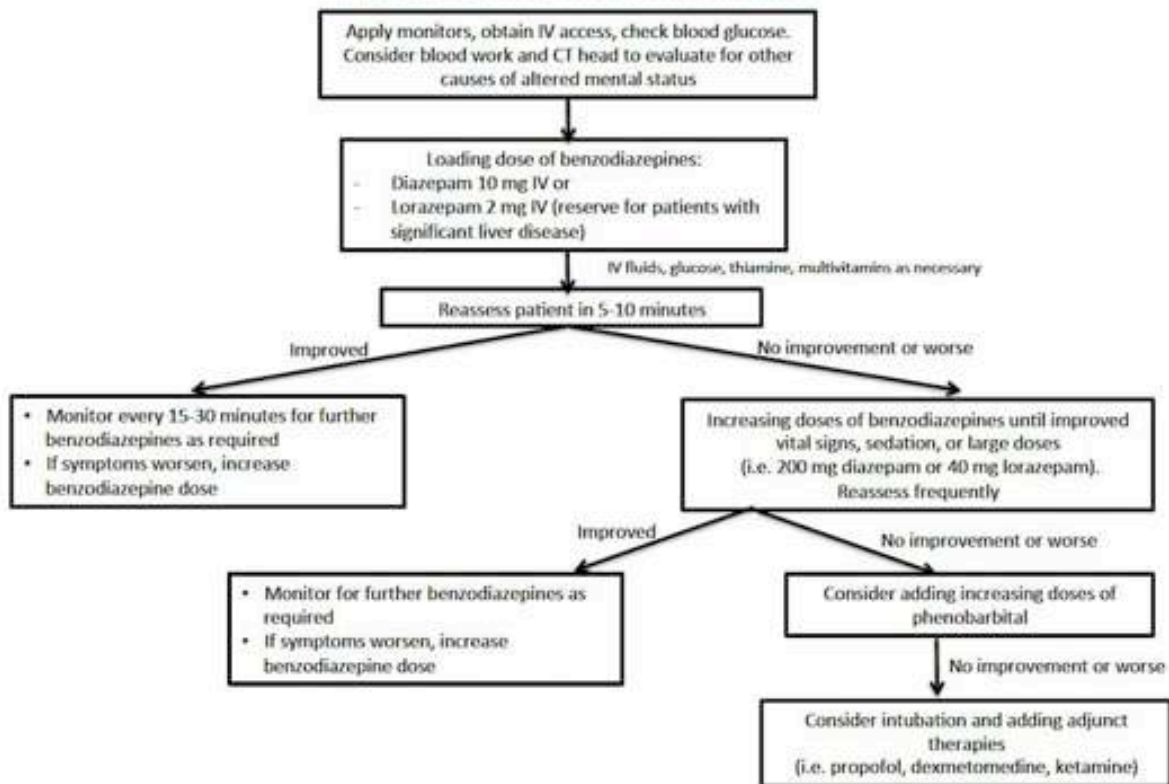 Apply monitors, obtain IV access, check blood glucose.
Consider blood work and CT head to evaluate for other
causes of altered mental status
Loading dose of benzodiazepines:
- Diazepam 10 mg IV or
- Lorazepam 2 mg IV (reserve for patients with
significant liver disease)
IV fluids, glucose, thiamine, multivitamins as necessary
Reassess patient in 5-10 minutes
Improved
No improvement or worse
• Monitor every 15-30 minutes for further
benzodiazepines as required
• If symptoms worsen, increase
benzodiazepine dose
Increasing doses of benzodiazepines until improved
vital signs, sedation, or large doses
(i.e. 200 mg diazepam or 40 mg lorazepam).
Reassess frequently
Improved
No improvement or worse
• Monitor for further benzodiazepines as
required
• If symptoms worsen, increase
benzodiazepine dose
Consider adding increasing doses of
phenobarbital
No improvement or worse
Consider intubation and adding adjunct
therapies
(i.e. propofol, dexmetomedine, ketamine)